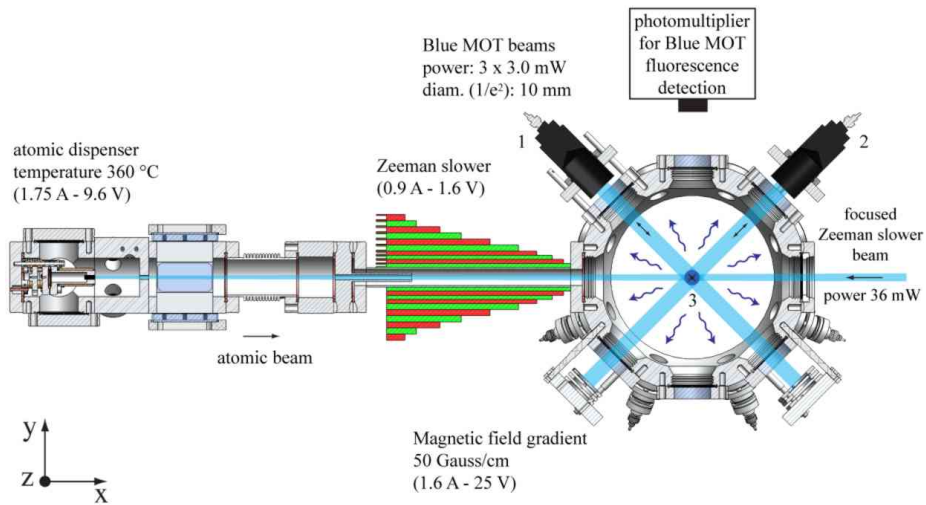 photomultiplier
for Blue MOT
fluorescence
detection
Blue MOT beams
power: 3 x 3.0 mW
diam. (1/e²): 10 mm
1
2
atomic dispenser
temperature 360 °C
(1.75 A - 9.6 V)
Zeeman slower
(0.9 A - 1.6 V)
focused
Zeeman slower
beam
power 36 mW
3
atomic beam
Magnetic field gradient
50 Gauss/cm
(1.6 A - 25 V)
y
z
x